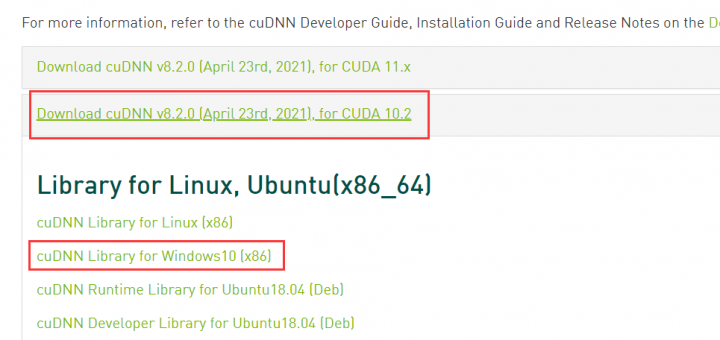 For more information, refer to the cuDNN Developer Guide, Installation Guide and Release Notes on the
Download cuDNN v8.2.0 (April 23rd, 2021), for CUDA 11.x
Download cuDNN v8.2.0 (April 23rd, 2021), for CUDA 10.2
Library for Linux, Ubuntu(x86_64)
cuDNN Library for Linux (x86)
cuDNN Library for Windows10 (x86)
cuDNN Runtime Library for Ubuntu18.04 (Deb)
cuDNN Developer Library for Ubuntu18.04 (Deb)